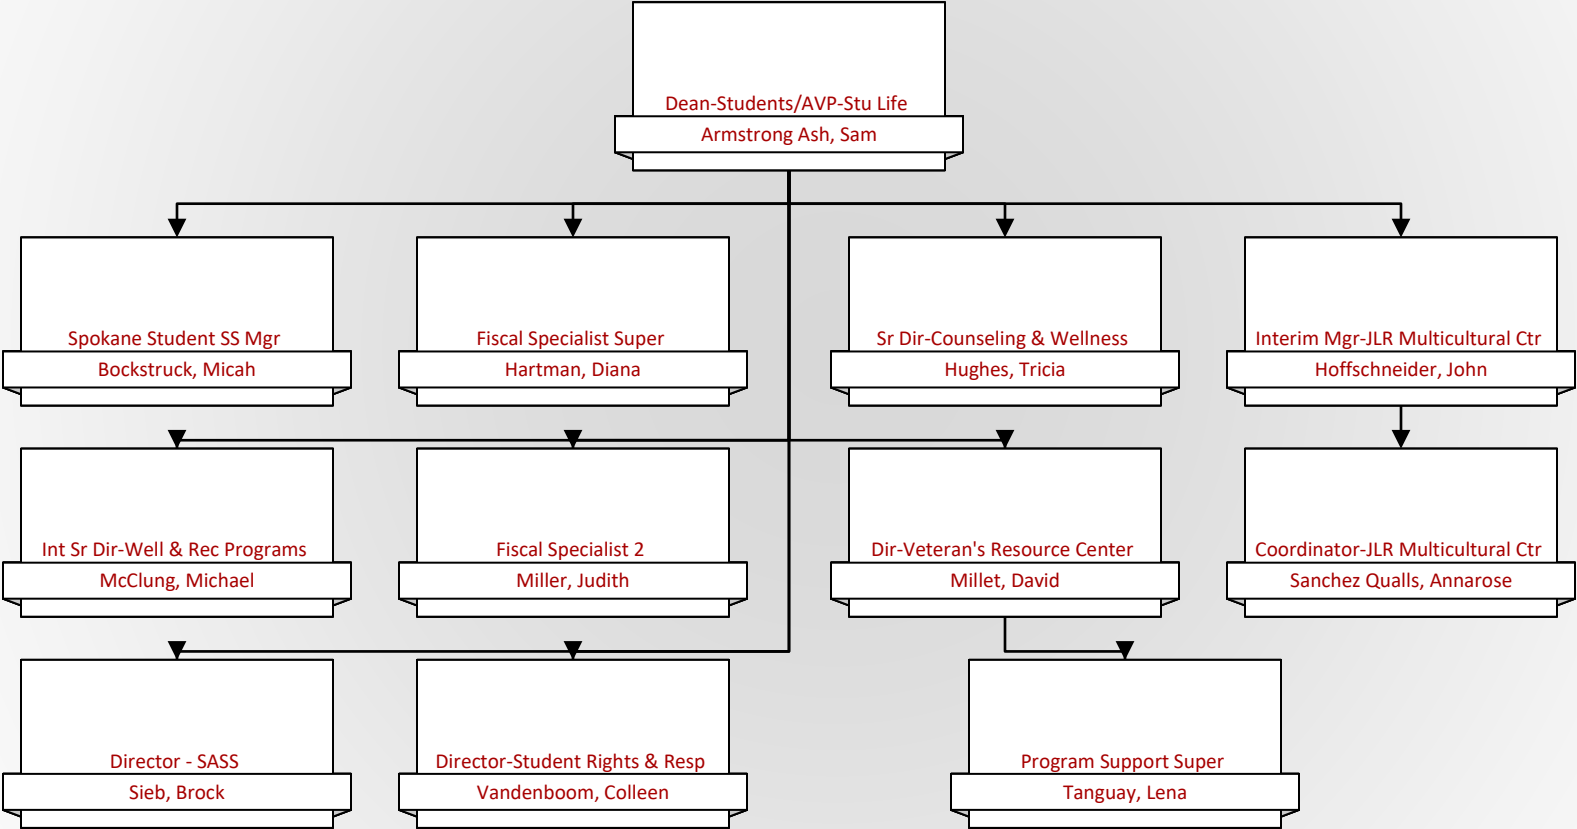 Dean-Students/AVP-Stu Life
Armstrong Ash, Sam
Spokane Student SS Mgr
Bockstruck, Micah
Fiscal Specialist Super
Hartman, Diana
Sr Dir-Counseling & Wellness
Hughes, Tricia
Interim Mgr-JLR Multicultural Ctr
Hoffschneider, John
Int Sr Dir-Well & Rec Programs
McClung, Michael
Fiscal Specialist 2
Miller, Judith
Dir-Veteran's Resource Center
Millet, David
Coordinator-JLR Multicultural Ctr
Sanchez Qualls, Annarose
Director - SASS
Sieb, Brock
Director-Student Rights & Resp
Vandenboom, Colleen
Program Support Super
Tanguay, Lena